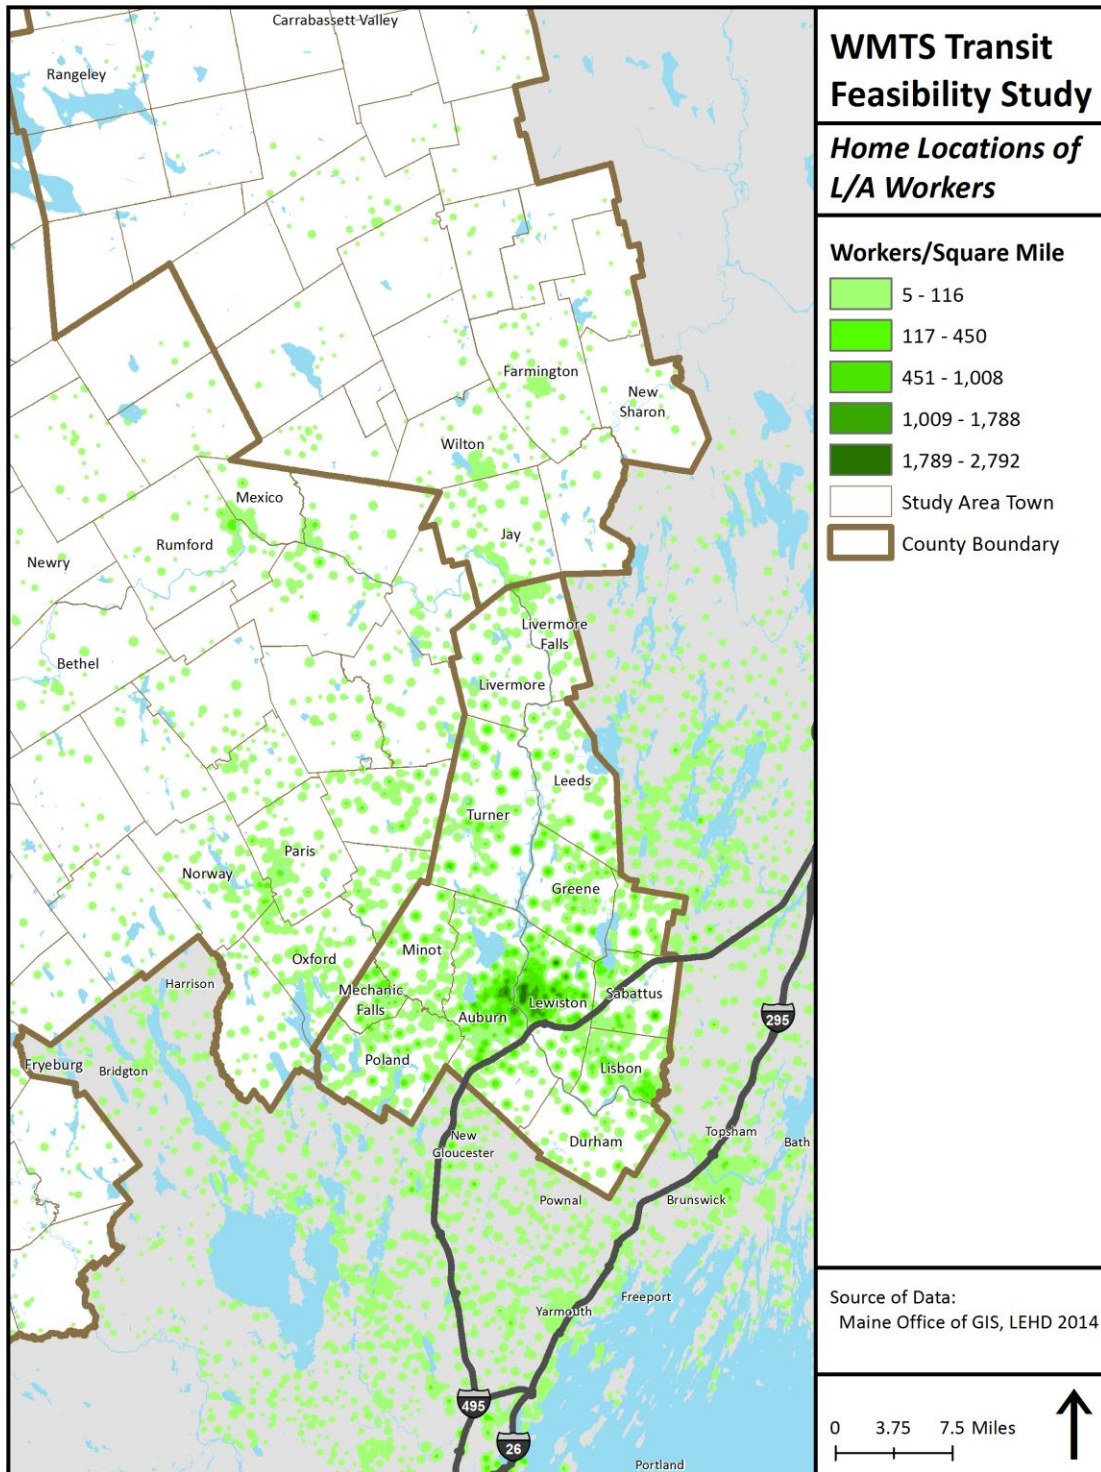 WMTS Transit
Feasibility Study
Home Locations of
L/A Workers
Workers/Square Mile
5 - 116
117 - 450
451 - 1,008
1,009 - 1,788
1,789 - 2,792
Study Area Town
County Boundary
Carrabassett Valley
Rangeley
Farmington
New
Sharon
Wilton
Mexico
Jay
Rumford
Newry
Livermore
Falls
Bethel
Livermore
Leeds
Turner
Paris
Norway
Greene
Minot
Oxford
Harrison
Mechanic
Falls
Sabattus
Lewiston
Auburn
295
Poland
Lisbon
Fryeburg
Bridgton
New
Gloucester
Durham
Topsham
Bath
Pownal
Brunswick
Freeport
Yarmouth
495
26
Portland
Source of Data:
Maine Office of GIS, LEHD 2014
0 3.75 7.5 Miles